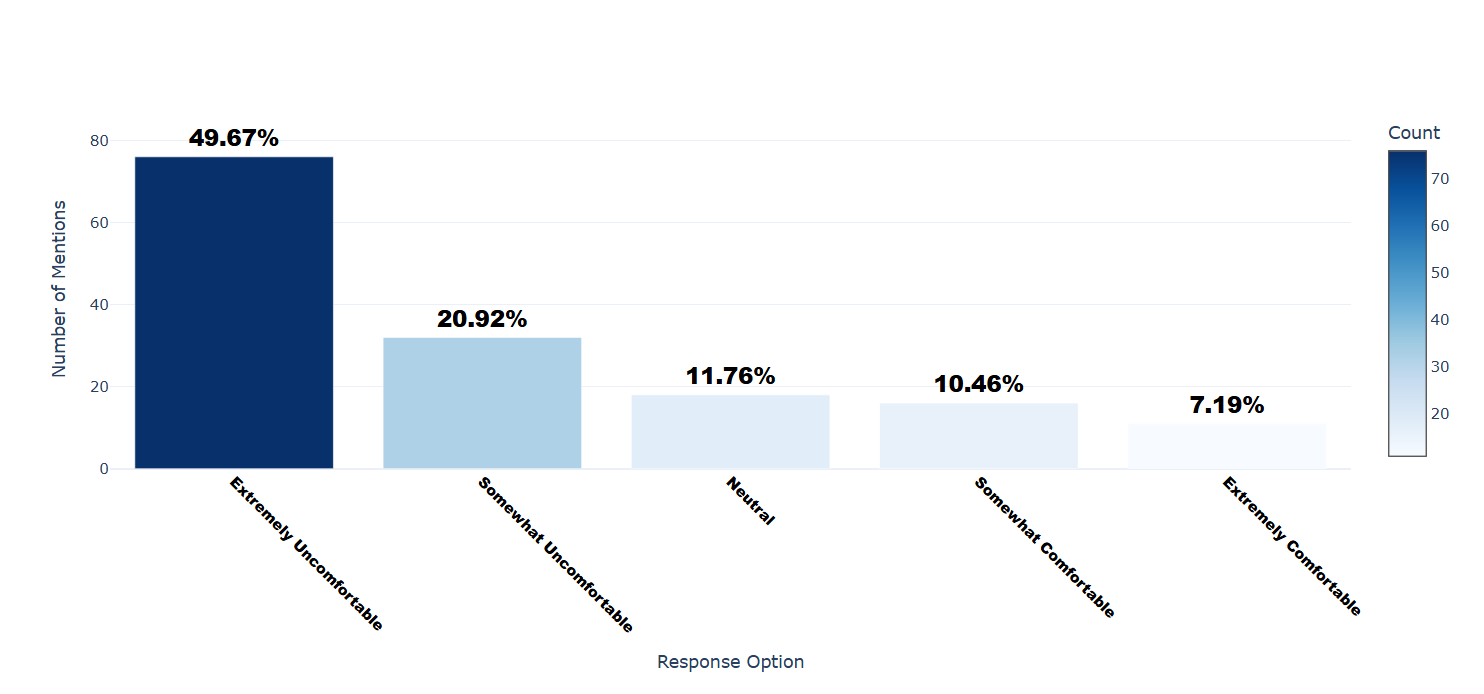 Count
80
60
40
20
0
Number of Mentions
49.67%
20.92%
11.76%
10.46%
7.19%
70
60
50
40
30
20
Extremely Uncomfortable
Somewhat Uncomfortable
Neutral
Somewhat Comfortable
Extremely Comfortable
Response Option